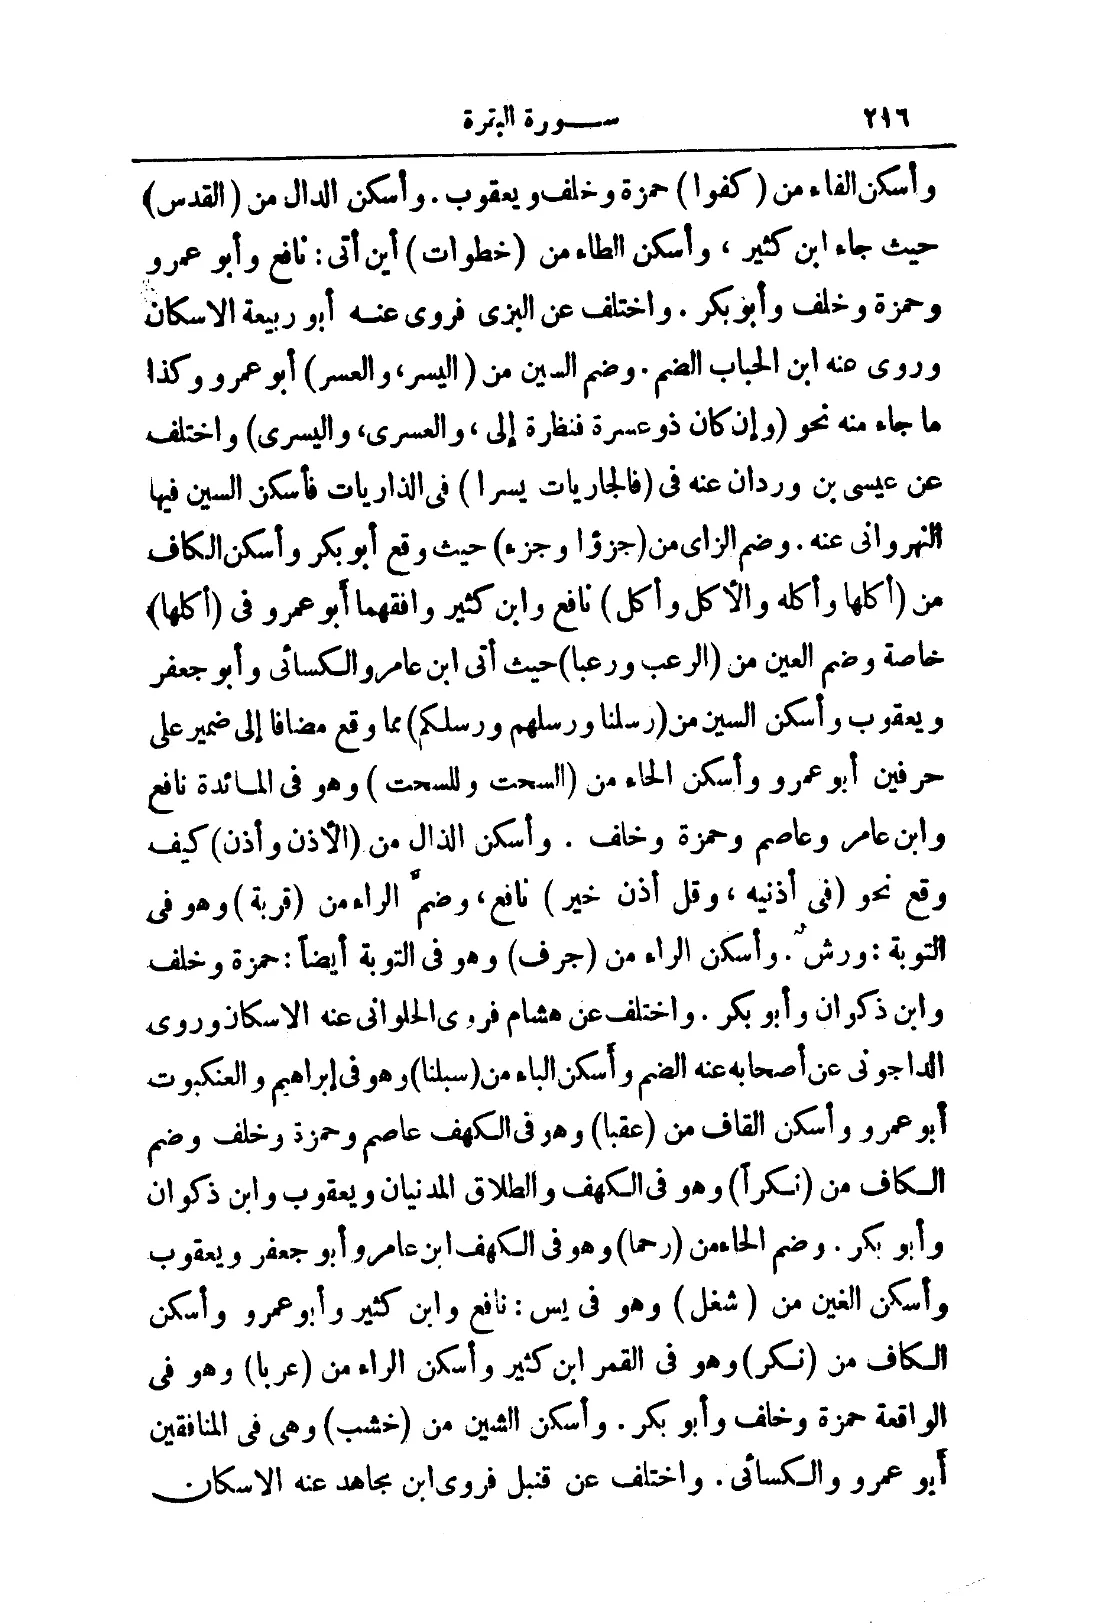 ٢١٦ ســورة البقرة
وأسكن الفاء من (كفوا) حمزة وخلف ويعقوب . وأسكن الدال من (القدس)
حيث جاء ابن كثير ، وأسكن الطاء من (خطوات) أين أتى : نافع وأبو عمرو
وحمزة وخلف وأبو بكر . واختلف عن البزى فروى عنــه أبو ربيعة الاسكان
وروى عنه ابن الحباب الضم . وضم السين من (اليسر، والعسر) أبو عمرو وكذا
ما جاء منه نحو (وإن كان ذو عسرة فنظرة إلى ، والعسرى، واليسرى) واختلف
عن عيسى بن وردان عنه فى (فالجاريات يسرا) فى الذاريات فأسكن السين فيها
النهروانى عنه . وضم الزاى من (جزؤا وجزء) حيث وقع أبو بكر وأسكن الكاف
من (أكلها وأكله والأكل وأكل) نافع وابن كثير وافقهما أبو عمرو فى (أكلها)
خاصة وضم العين من (الرعب ورعبا) حيث أتى ابن عامر والكسائى وأبو جعفر
ويعقوب وأسكن السين من (رسلنا ورسلهم ورسلكم) مما وقع مضافا إلى ضمير على
حرفين أبو عمرو وأسكن الحاء من (السحت وللسحت) وهو فى المــائدة نافع
وابن عامر وعاصم وحمزة وخلف . وأسكن الذال من (الأذن وأذن) كيف
وقع نحو (فى أذنيه ، وقل أذن خير) نافع ، وضمّ الراء من (قربة) وهو فى
التوبة : ورش . وأسكن الراء من (جرف) وهو فى التوبة أيضاً : حمزة وخلف
وابن ذكوان وأبو بكر . واختلف عن هشام فروى الحلوانى عنه الاسكان وروى
الداجونى عن أصحابه عنه الضم وأسكن الباء من (سبلنا) وهو فى إبراهيم والعنكبوت
أبو عمرو وأسكن القاف من (عقبا) وهو فى الكهف عاصم وحمزة وخلف وضم
الكاف من (نكراً) وهو فى الكهف والطلاق المدنيان ويعقوب وابن ذكوان
وأبو بكر . وضم الحاء من (رحما) وهو فى الكهف ابن عامر وأبو جعفر ويعقوب
وأسكن الغين من (شغل) وهو فى يس : نافع وابن كثير وأبو عمرو وأسكن
الكاف من (نكر) وهو فى القمر ابن كثير وأسكن الراء من (عربا) وهو فى
الواقعة حمزة وخلف وأبو بكر . وأسكن الشين من (خشب) وهى فى المنافقين
أبو عمرو والكسائى . واختلف عن قنبل فروى ابن مجاهد عنه الاسكان